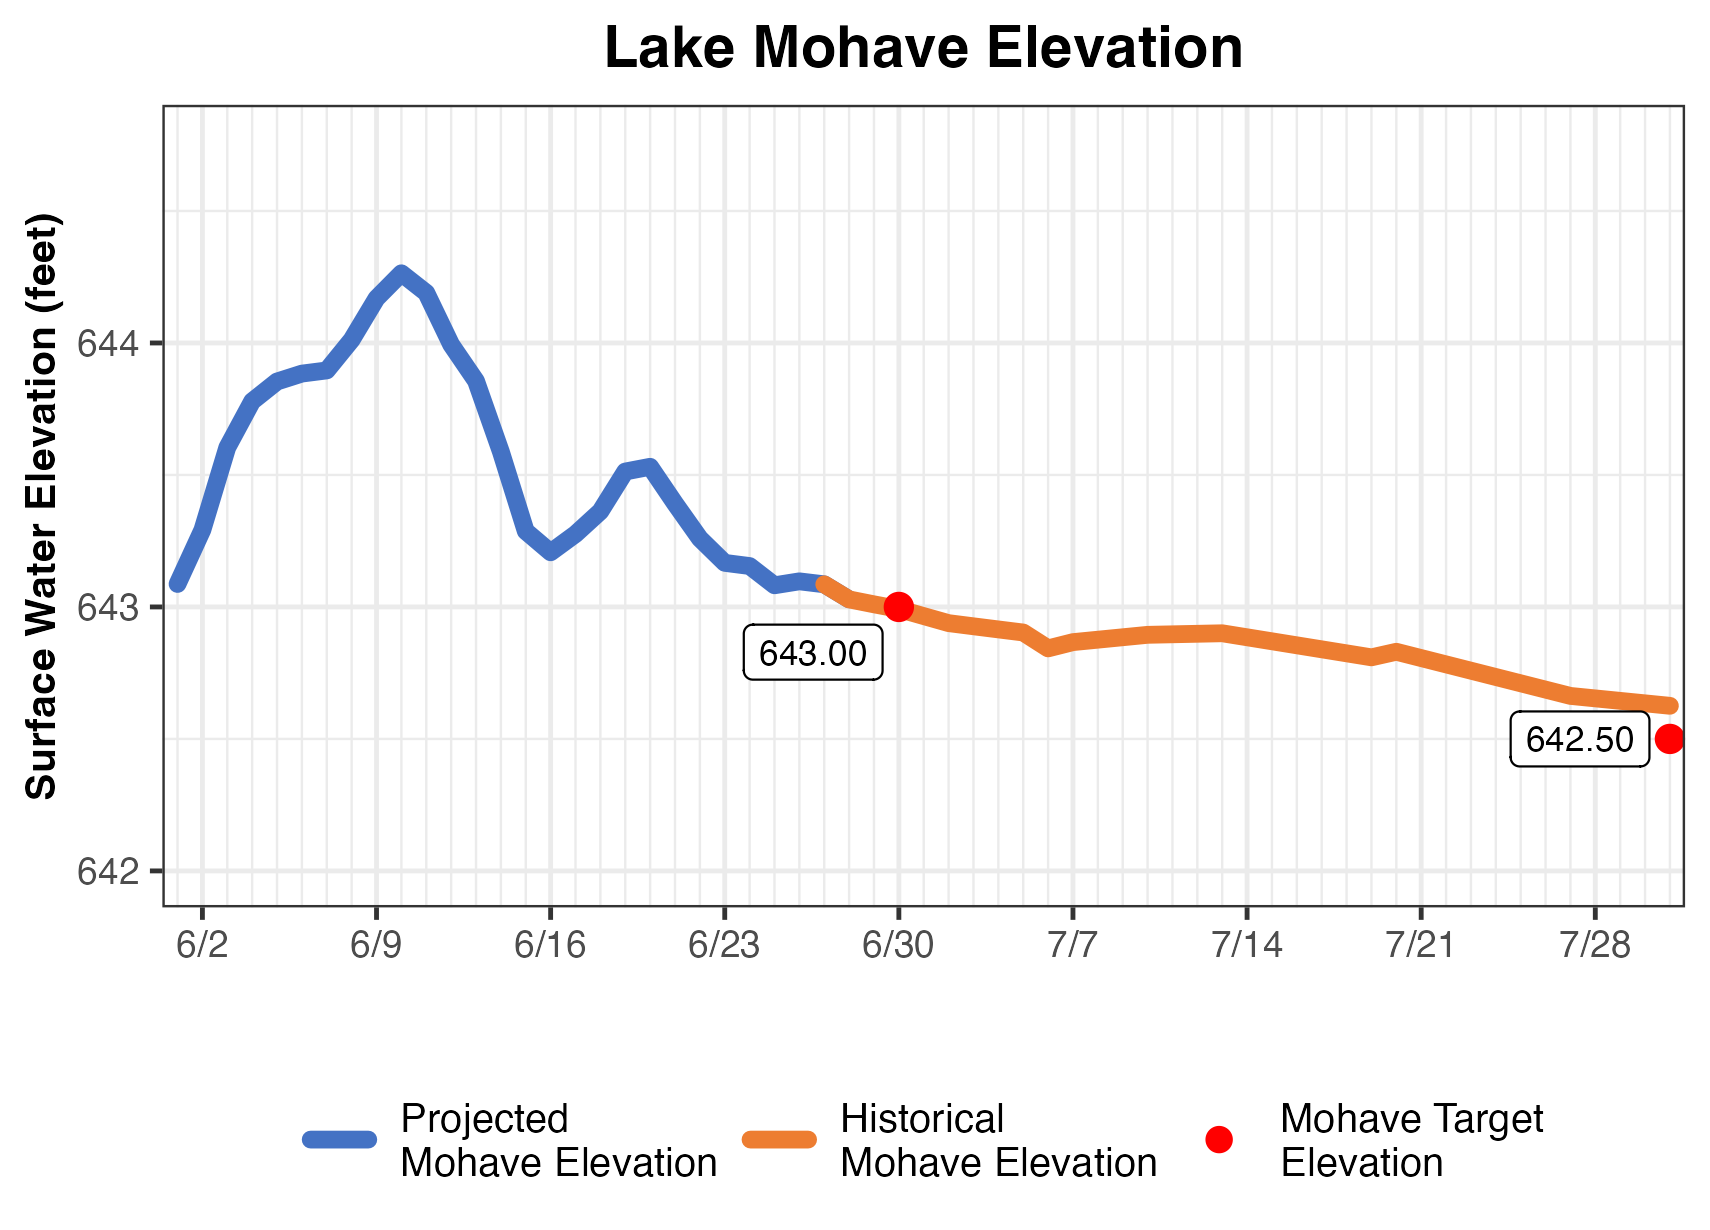 Lake Mohave Elevation
Surface Water Elevation (feet)
644
643
642
643.00
642.50
6/2
6/9
6/16
6/23
6/30
7/7
7/14
7/21
7/28
Projected
Mohave Elevation
Historical
Mohave Elevation
Mohave Target
Elevation